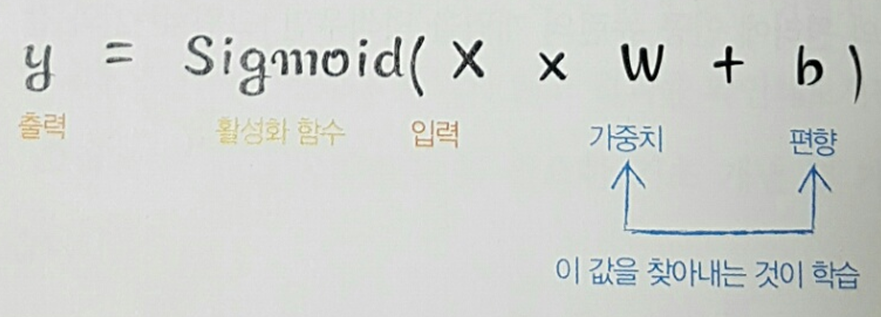 y = Sigmoid( X × W + b )
출력 활성화 함수 입력 가중치 편향
이 값을 찾아내는 것이 학습